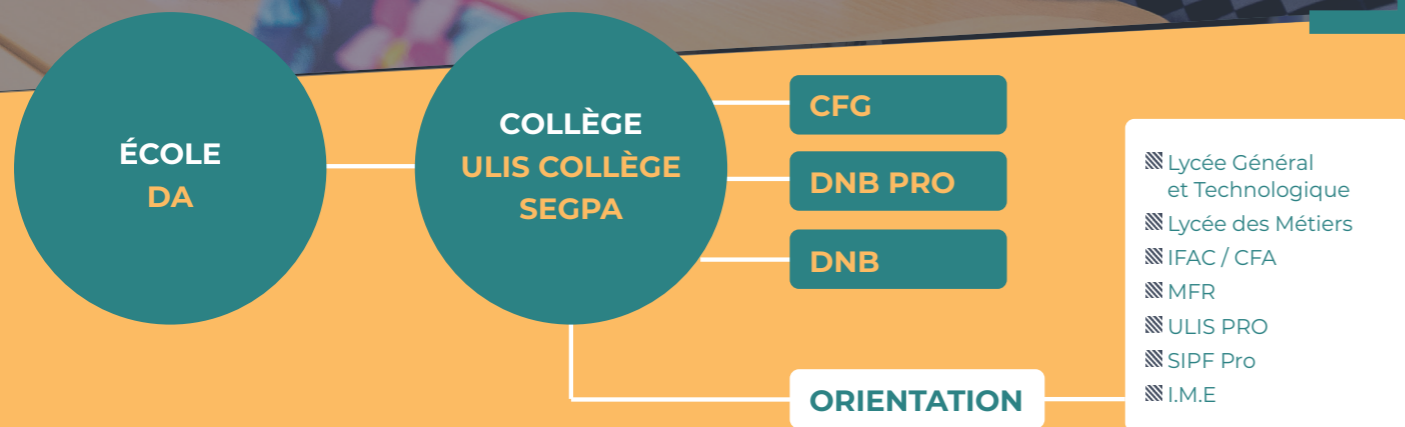 ÉCOLE
DA
COLLÈGE
ULIS COLLÈGE
SEGPA
CFG
DNB PRO
DNB
ORIENTATION
Lycée Général
et Technologique
Lycée des Métiers
IFAC / CFA
MFR
ULIS PRO
SIPF Pro
I.M.E